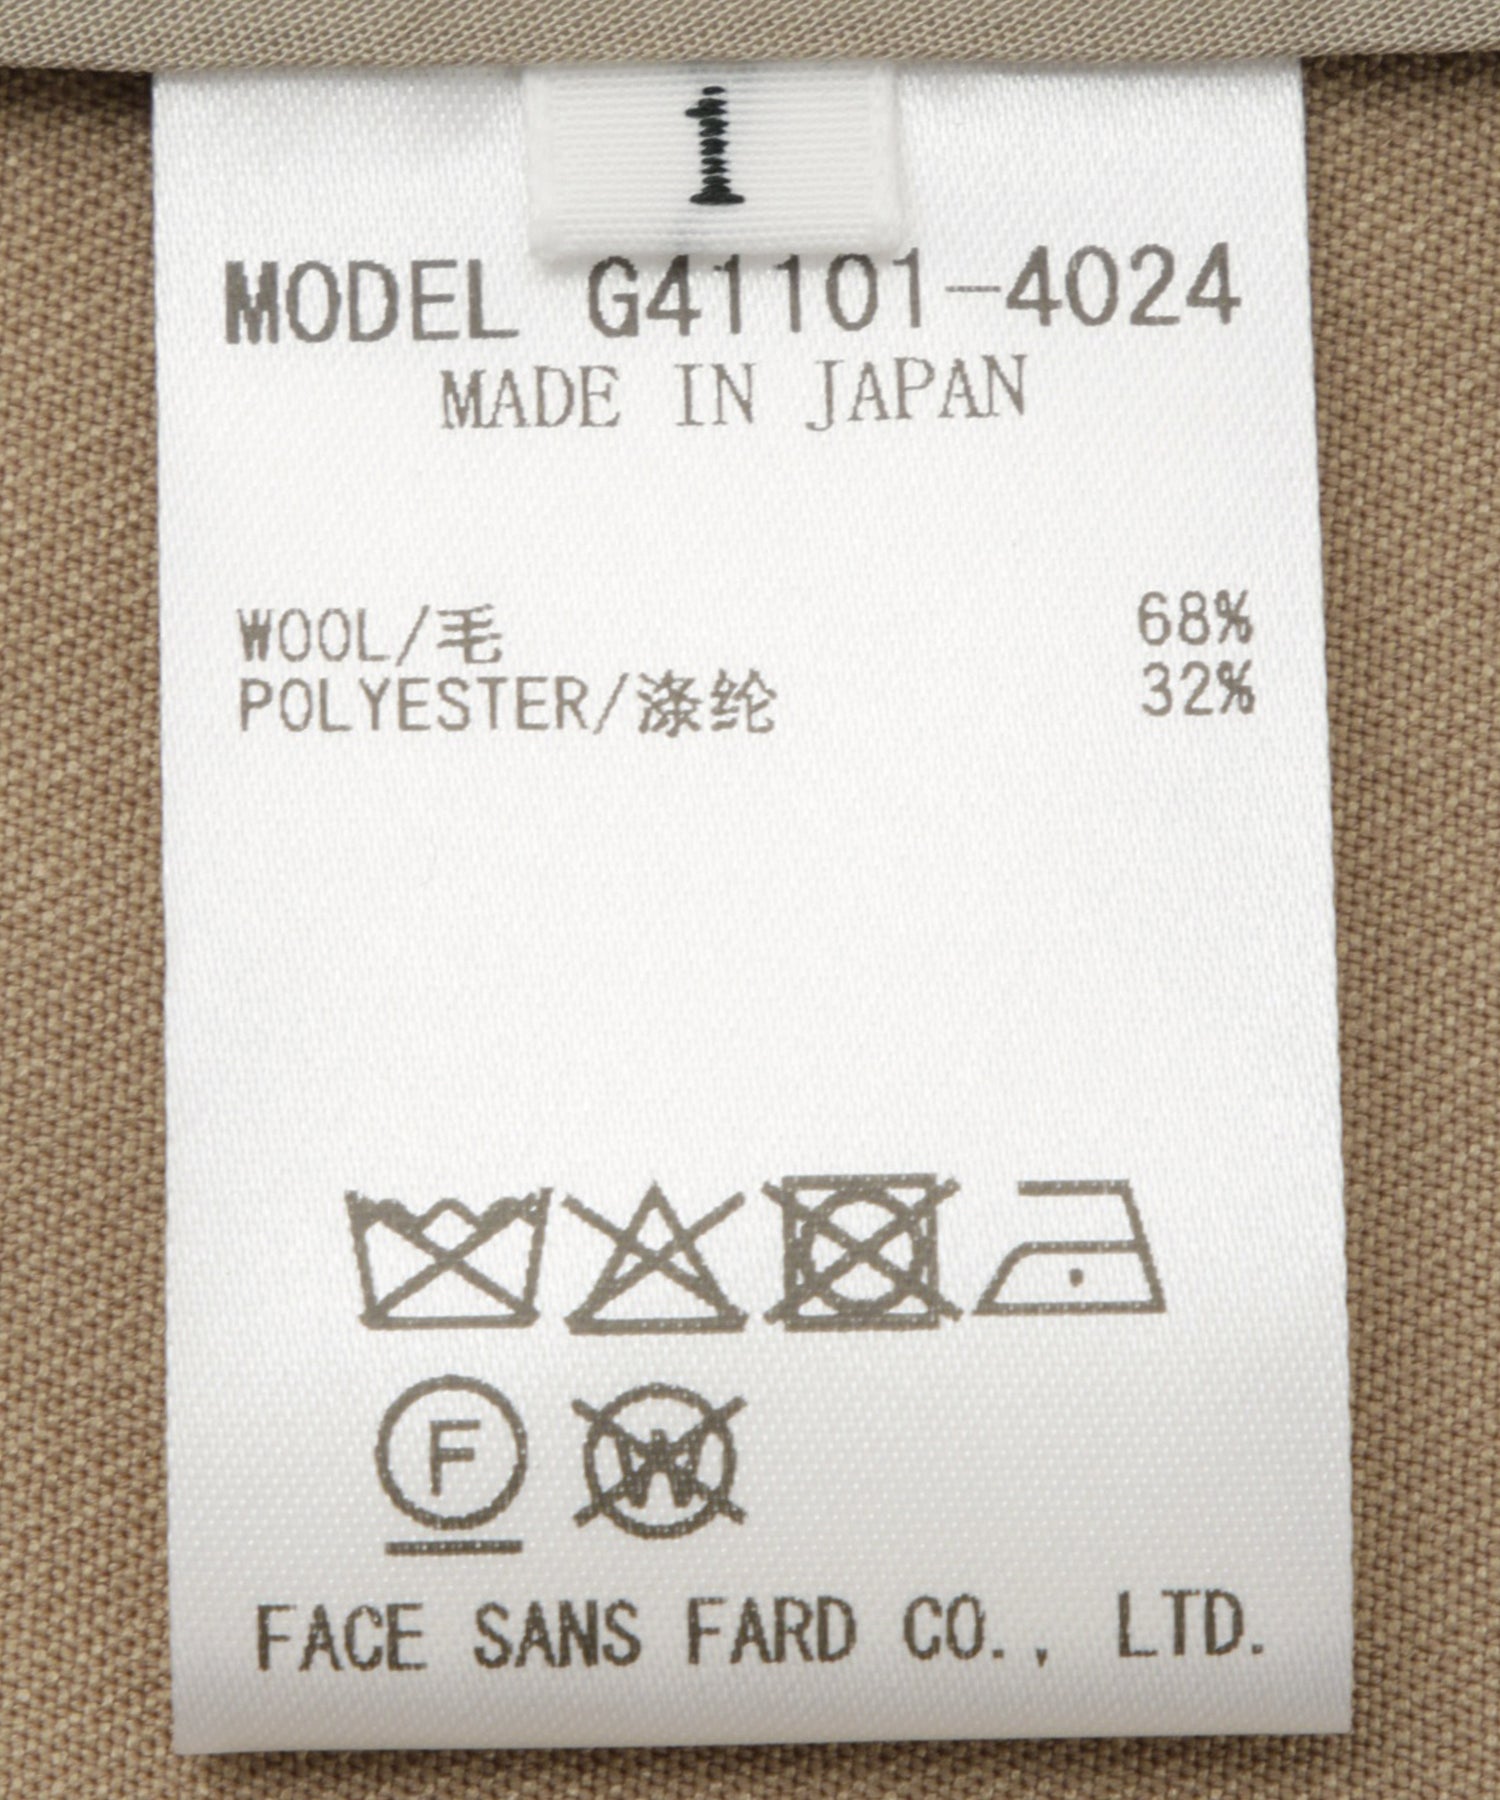 1
MODEL G41101-4024
MADE IN JAPAN
WOOL/毛 68%
POLYESTER/涤纶 32%
F W
FACE SANS FARD CO., LTD.